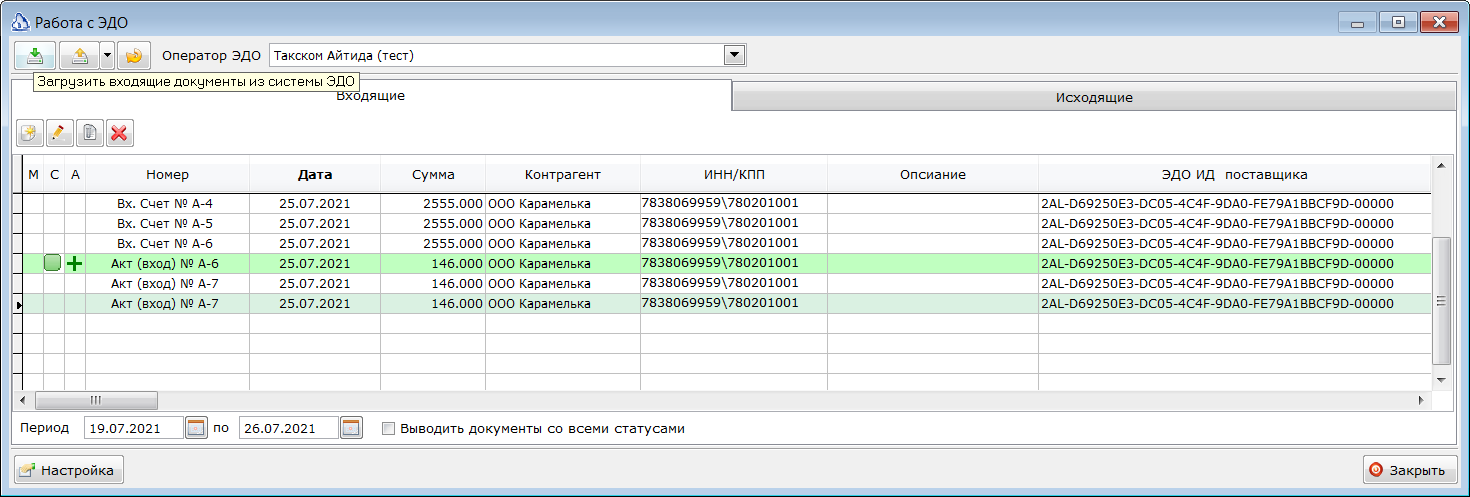 Работа с ЭДО
Оператор ЭДО Такском Айтида (тест)
Загрузить входящие документы из системы ЭДО
Входящие Исходящие
М С А Номер Дата Сумма Контрагент ИНН/КПП Опсиание ЭДО ИД поставщика
Вх. Счет № А-4 25.07.2021 2555.000 ООО Карамелька 7838069959\780201001 2AL-D69250E3-DC05-4C4F-9DA0-FE79A1BBCF9D-00000
Вх. Счет № А-5 25.07.2021 2555.000 ООО Карамелька 7838069959\780201001 2AL-D69250E3-DC05-4C4F-9DA0-FE79A1BBCF9D-00000
Вх. Счет № А-6 25.07.2021 2555.000 ООО Карамелька 7838069959\780201001 2AL-D69250E3-DC05-4C4F-9DA0-FE79A1BBCF9D-00000
Акт (вход) № А-6 25.07.2021 146.000 ООО Карамелька 7838069959\780201001 2AL-D69250E3-DC05-4C4F-9DA0-FE79A1BBCF9D-00000
Акт (вход) № А-7 25.07.2021 146.000 ООО Карамелька 7838069959\780201001 2AL-D69250E3-DC05-4C4F-9DA0-FE79A1BBCF9D-00000
Акт (вход) № А-7 25.07.2021 146.000 ООО Карамелька 7838069959\780201001 2AL-D69250E3-DC05-4C4F-9DA0-FE79A1BBCF9D-00000
Период 19.07.2021 по 26.07.2021 Выводить документы со всеми статусами
Настройка Закрыть